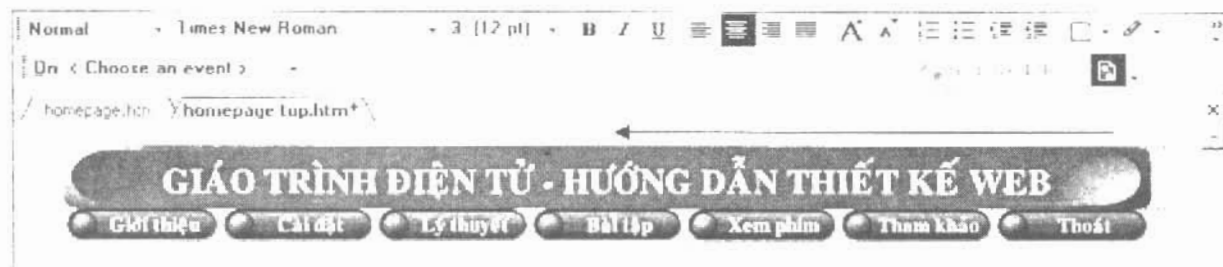 Normal Times New Roman 3 (12 pt) B I U A A
On < Choose an event >
homepage.htm homepage top.htm*
GIÁO TRÌNH ĐIỆN TỬ - HƯỚNG DẪN THIẾT KẾ WEB
Giới thiệu Cài đặt Lý thuyết Bài tập Xem phim Tham khảo Thoát